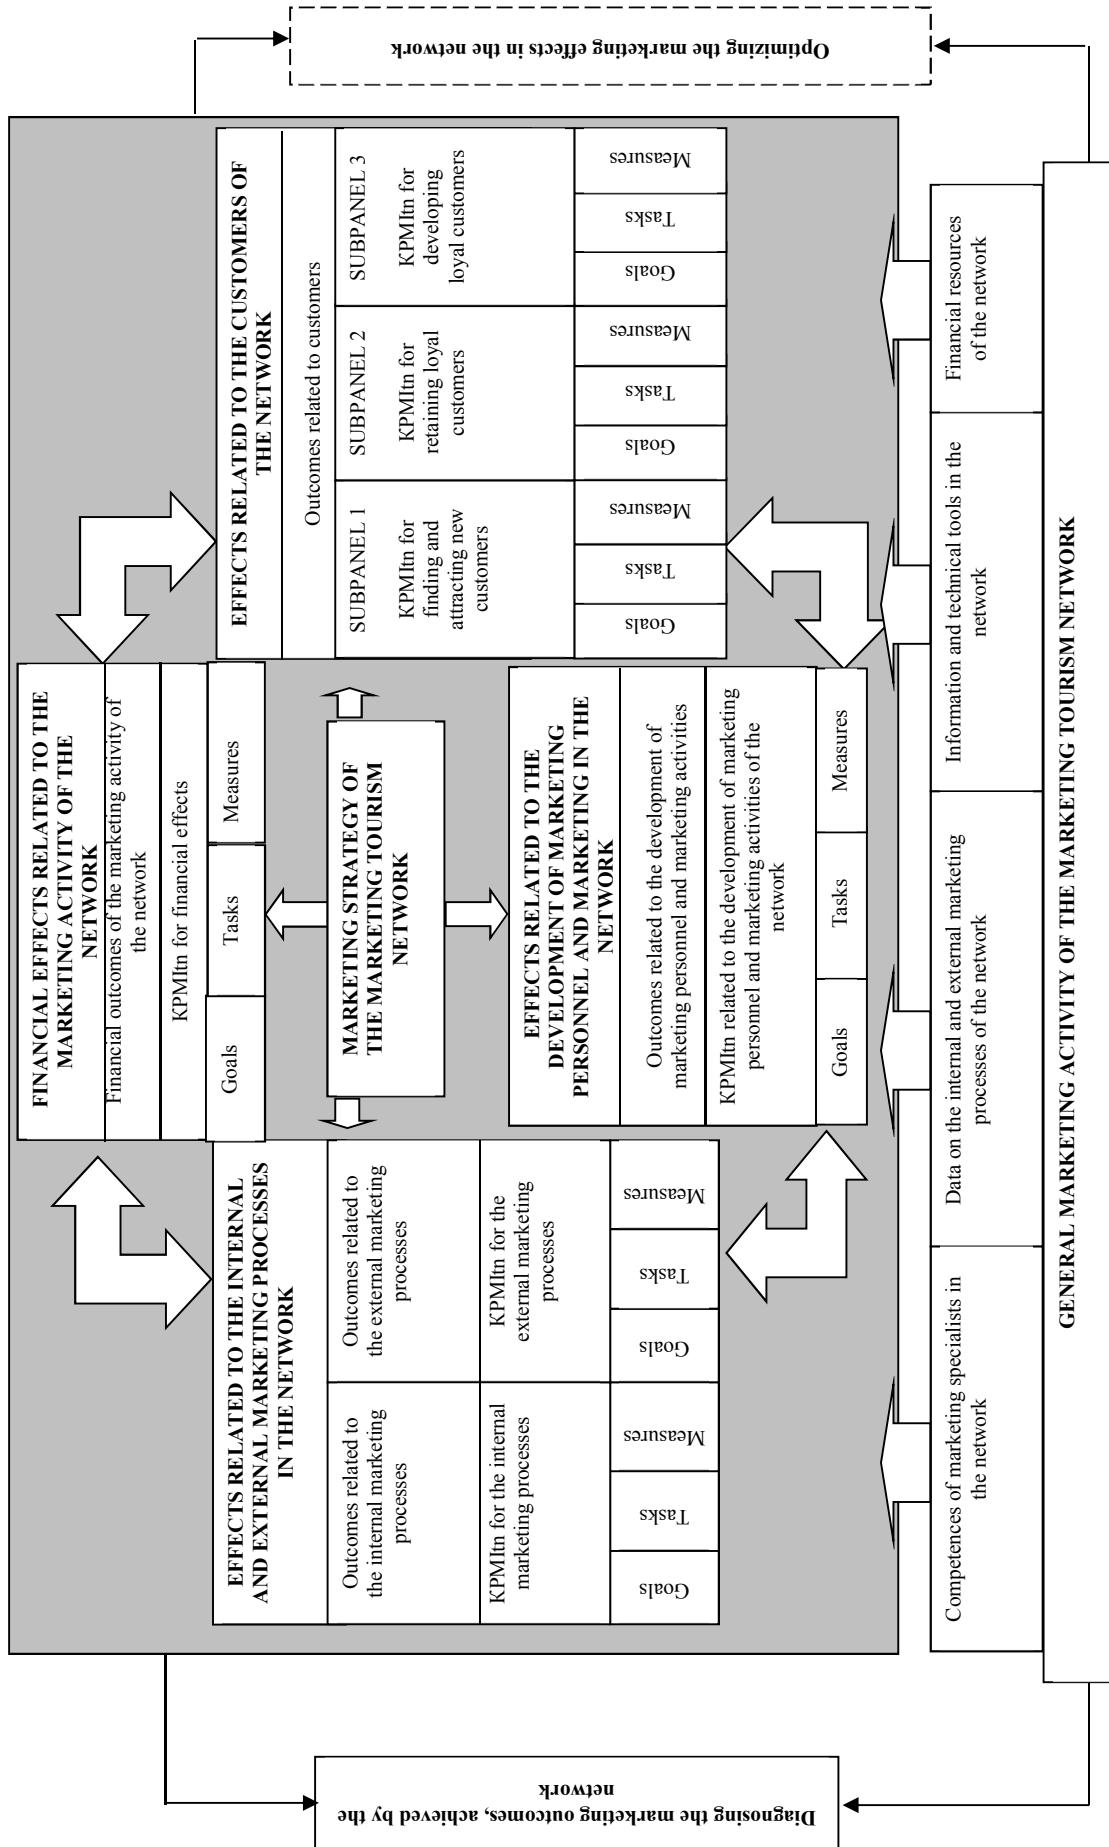 Diagnosing the marketing outcomes, achieved by the
network
FINANCIAL EFFECTS RELATED TO THE
MARKETING ACTIVITY OF THE
NETWORK
Financial outcomes of the marketing activity of
the network
KPMItn for financial effects
Goals
Tasks
Measures
EFFECTS RELATED TO THE INTERNAL
AND EXTERNAL MARKETING PROCESSES
IN THE NETWORK
Outcomes related to
the internal marketing
processes
Outcomes related to
the external marketing
processes
KPMItn for the internal
marketing processes
KPMItn for the
external marketing
processes
Goals
Tasks
Measures
Goals
Tasks
Measures
MARKETING STRATEGY OF
THE MARKETING TOURISM
NETWORK
EFFECTS RELATED TO THE CUSTOMERS OF
THE NETWORK
Outcomes related to customers
SUBPANEL 1
KPMItn for
finding and
attracting new
customers
SUBPANEL 2
KPMItn for
retaining loyal
customers
SUBPANEL 3
KPMItn for
developing
loyal customers
Goals
Tasks
Measures
Goals
Tasks
Measures
Goals
Tasks
Measures
EFFECTS RELATED TO THE
DEVELOPMENT OF MARKETING
PERSONNEL AND MARKETING IN THE
NETWORK
Outcomes related to the development of
marketing personnel and marketing activities
KPMItn related to the development of marketing
personnel and marketing activities of the
network
Goals
Tasks
Measures
Optimizing the marketing effects in the network
Competences of marketing specialists in
the network
Data on the internal and external marketing
processes of the network
Information and technical tools in the
network
Financial resources
of the network
GENERAL MARKETING ACTIVITY OF THE MARKETING TOURISM NETWORK